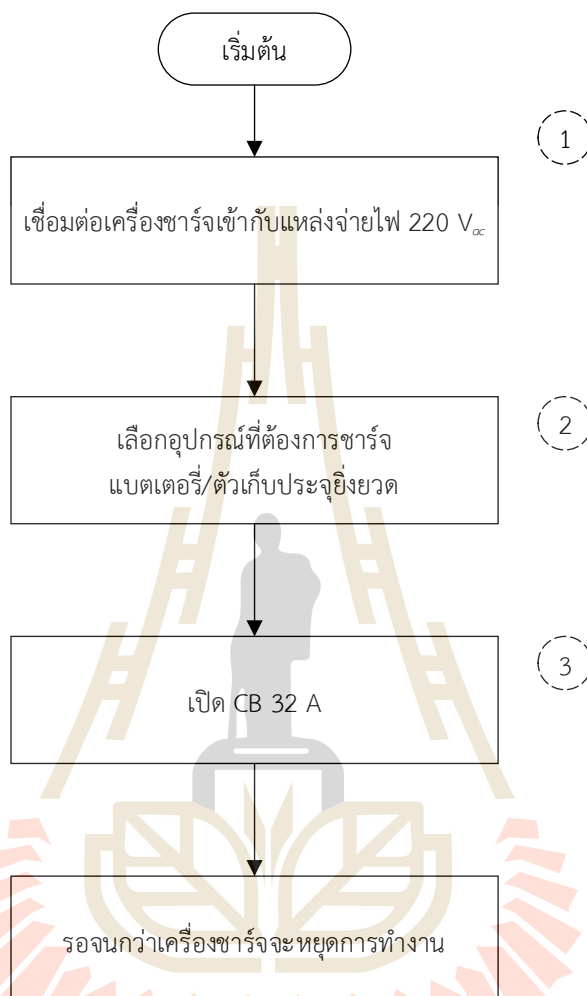 เริ่มต้น
1
เชื่อมต่อเครื่องชาร์จเข้ากับแหล่งจ่ายไฟ 220 Vac
2
เลือกอุปกรณ์ที่ต้องการชาร์จ
แบตเตอรี่/ตัวเก็บประจุยิ่งยวด
3
เปิด CB 32 A
รอจนกว่าเครื่องชาร์จจะหยุดการทำงาน